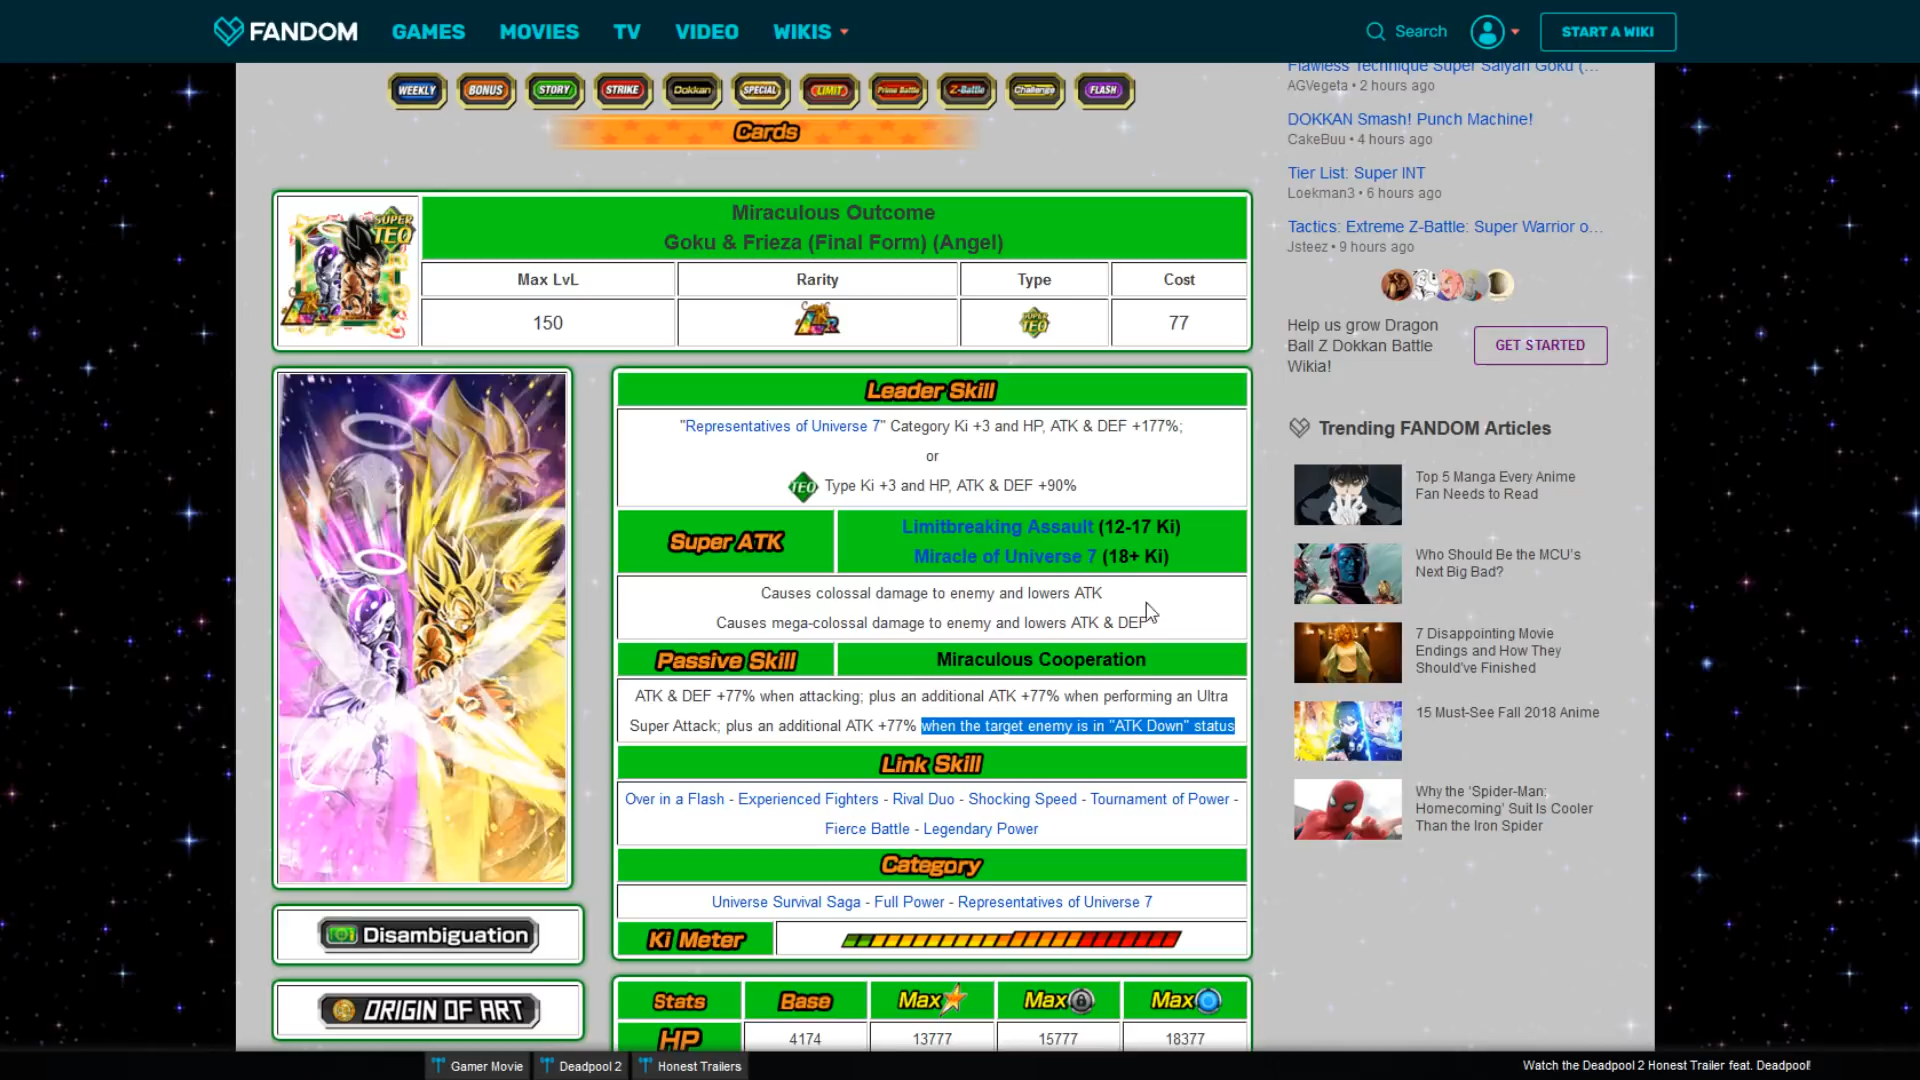 FANDOM
GAMES
MOVIES
TV
VIDEO
WIKIS
Search
START A WIKI
WEEKLY
BONUS
STORY
STRIKE
Dokkan
SPECIAL
LIMIT
Prime Battle
Z-Battle
Challenge
FLASH
Cards
SUPER
TEQ
Miraculous Outcome
Goku & Frieza (Final Form) (Angel)
Max LvL
Rarity
Type
Cost
150
LR
SUPER
TEQ
77
Leader Skill
"Representatives of Universe 7" Category Ki +3 and HP, ATK & DEF +177%;
or
TEQ Type Ki +3 and HP, ATK & DEF +90%
Super ATK
Limitbreaking Assault (12-17 Ki)
Miracle of Universe 7 (18+ Ki)
Causes colossal damage to enemy and lowers ATK
Causes mega-colossal damage to enemy and lowers ATK & DEF
Passive Skill
Miraculous Cooperation
ATK & DEF +77% when attacking; plus an additional ATK +77% when performing an Ultra
Super Attack; plus an additional ATK +77% when the target enemy is in "ATK Down" status
Link Skill
Over in a Flash - Experienced Fighters - Rival Duo - Shocking Speed - Tournament of Power -
Fierce Battle - Legendary Power
Category
Universe Survival Saga - Full Power - Representatives of Universe 7
Ki Meter
Disambiguation
ORIGIN OF ART
Stats
Base
Max
Max
Max
HP
4174
13777
15777
18377
Flawless Technique Super Saiyan Goku (...
AGVegeta • 2 hours ago
DOKKAN Smash! Punch Machine!
CakeBuu • 4 hours ago
Tier List: Super INT
Loekman3 • 6 hours ago
Tactics: Extreme Z-Battle: Super Warrior o...
Jsteez • 9 hours ago
Help us grow Dragon
Ball Z Dokkan Battle
Wikia!
GET STARTED
Trending FANDOM Articles
Top 5 Manga Every Anime
Fan Needs to Read
Who Should Be the MCU's
Next Big Bad?
7 Disappointing Movie
Endings and How They
Should've Finished
15 Must-See Fall 2018 Anime
Why the 'Spider-Man:
Homecoming' Suit Is Cooler
Than the Iron Spider
Gamer Movie
Deadpool 2
Honest Trailers
Watch the Deadpool 2 Honest Trailer feat. Deadpool!